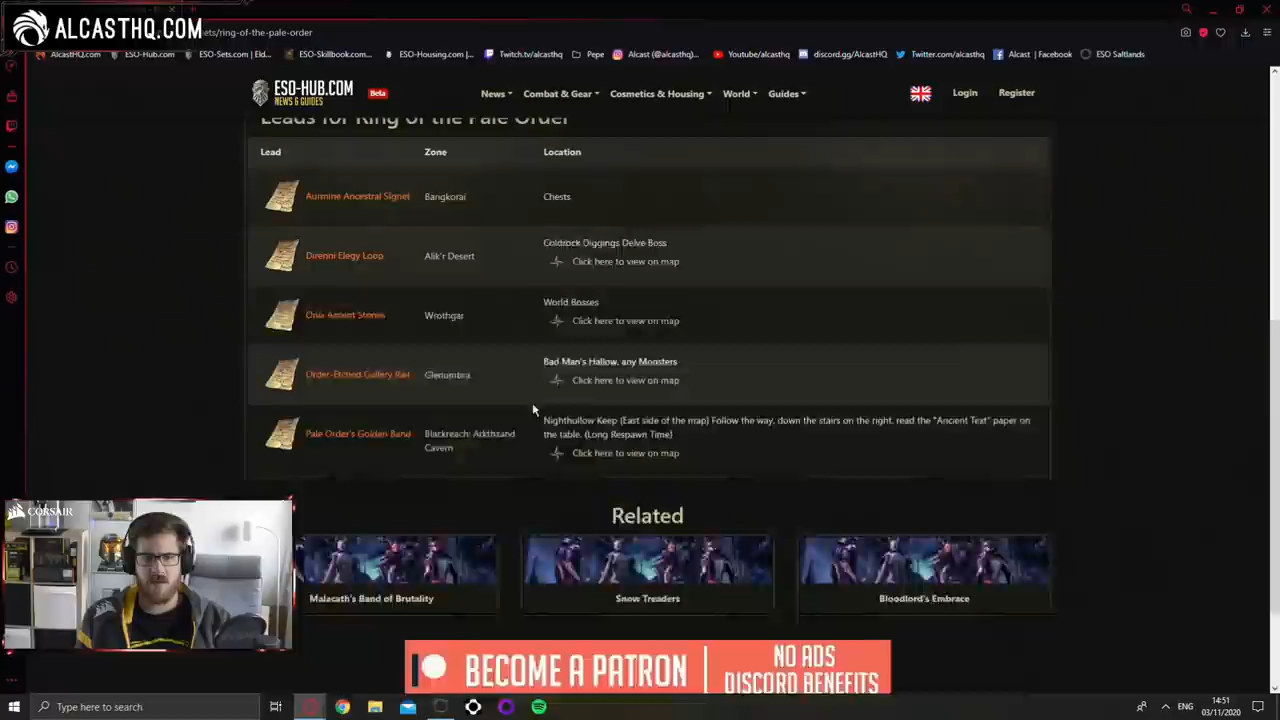 ALCASTHQ.COM
ets/ring-of-the-pale-order
AlcastHQ.com
ESO-Hub.com
ESO-Sets.com | Eld...
ESO-Skillbook.com...
ESO-Housing.com |...
Twitch.tv/alcasthq
Pepe
Alcast (@alcasthq)...
Youtube/alcasthq
discord.gg/AlcastHQ
Twitter.com/alcasthq
Alcast | Facebook
ESO Saltlands
ESO-HUB.COM
NEWS & GUIDES
Beta
News
Combat & Gear
Cosmetics & Housing
World
Guides
Login
Register
Leads for Ring of the Pale Order
Lead
Zone
Location
Aurmine Ancestral Signet
Bangkorai
Chests
Direnni Elegy Loop
Alik'r Desert
Coldrock Diggings Delve Boss
Click here to view on map
Wrothgar
World Bosses
Click here to view on map
Order-Etched Gallery Rail
Glenumbra
Bad Man's Hallow, any Monsters
Click here to view on map
Pale Order's Golden Band
Blackreach: Arkthzand
Cavern
Nighthollow Keep (East side of the map) Follow the way, down the stairs on the right, read the "Ancient Text" paper on
the table. (Long Respawn Time)
Click here to view on map
CORSAIR
Related
Malacath's Band of Brutality
Snow Treaders
Bloodlord's Embrace
BECOME A PATRON
NO ADS
DISCORD BENEFITS
Type here to search
ENG
14:51
03/11/2020